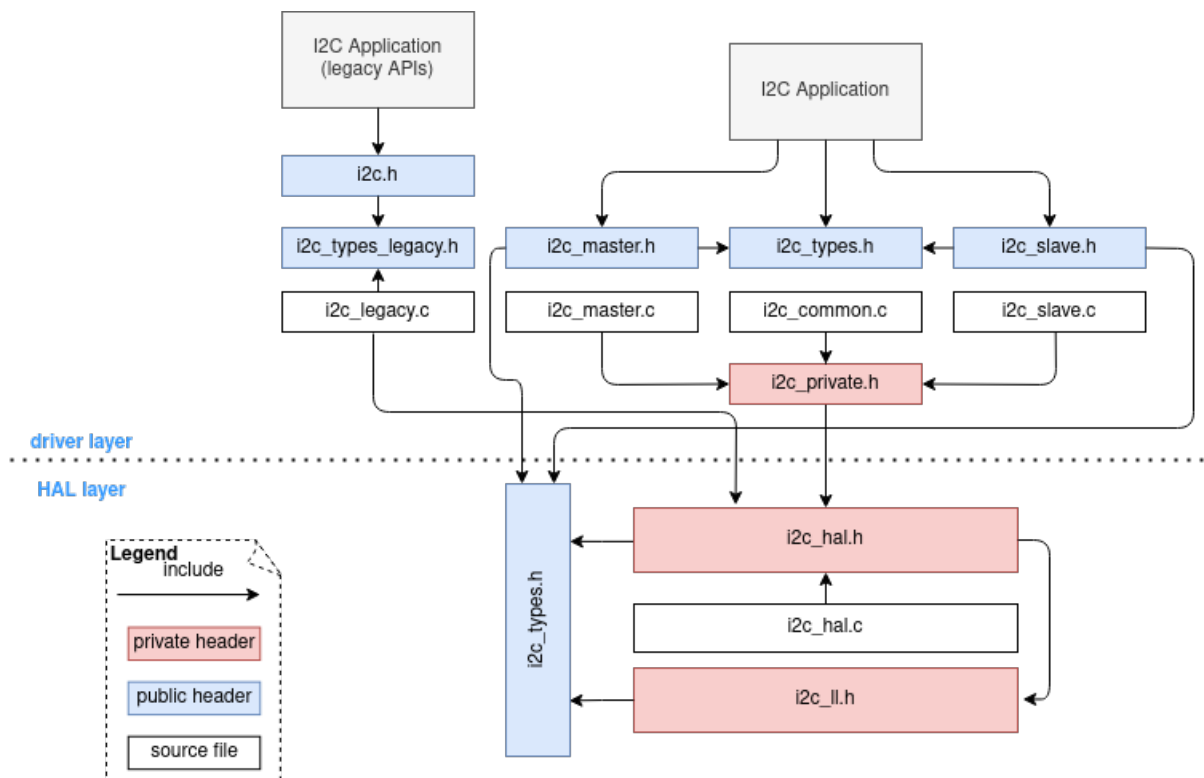 I2C Application
(legacy APIs)
I2C Application
i2c.h
i2c_types_legacy.h
i2c_master.h
i2c_types.h
i2c_slave.h
i2c_legacy.c
i2c_master.c
i2c_common.c
i2c_slave.c
i2c_private.h
driver layer
HAL layer
i2c_types.h
i2c_hal.h
i2c_hal.c
i2c_ll.h
Legend
include
private header
public header
source file